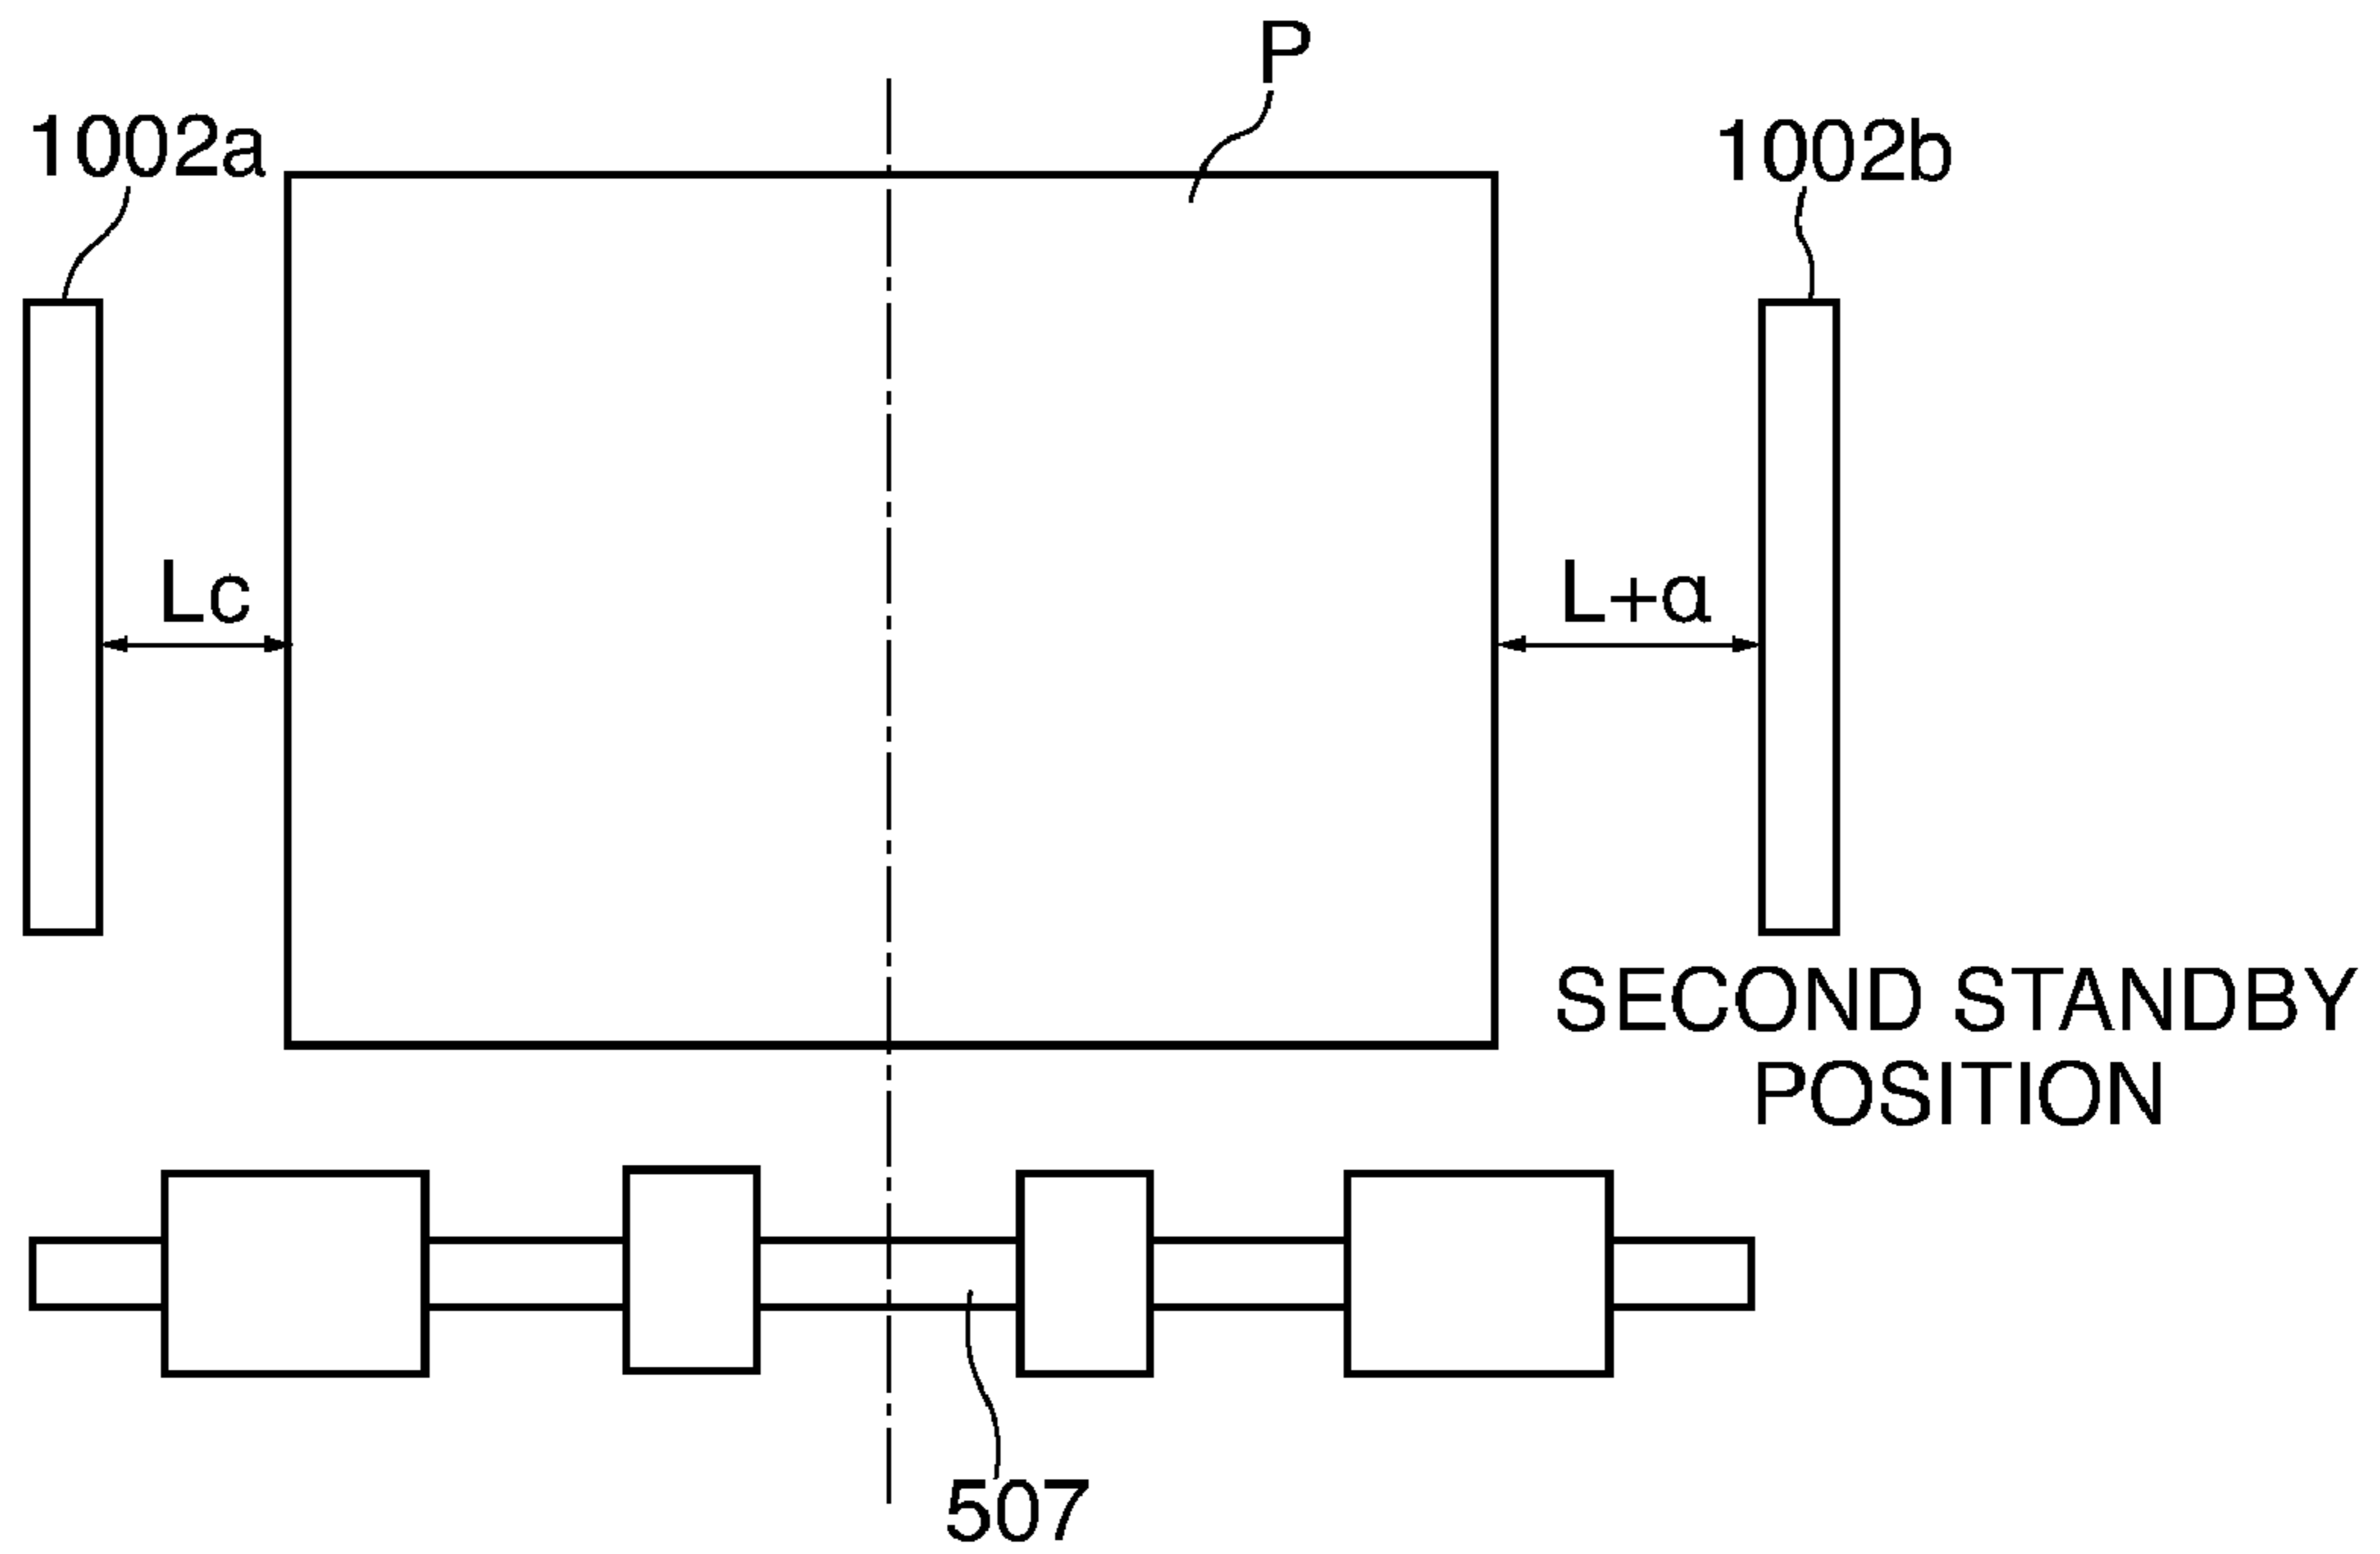 P
1002a
1002b
Lc
L+α
SECOND STANDBY
POSITION
507